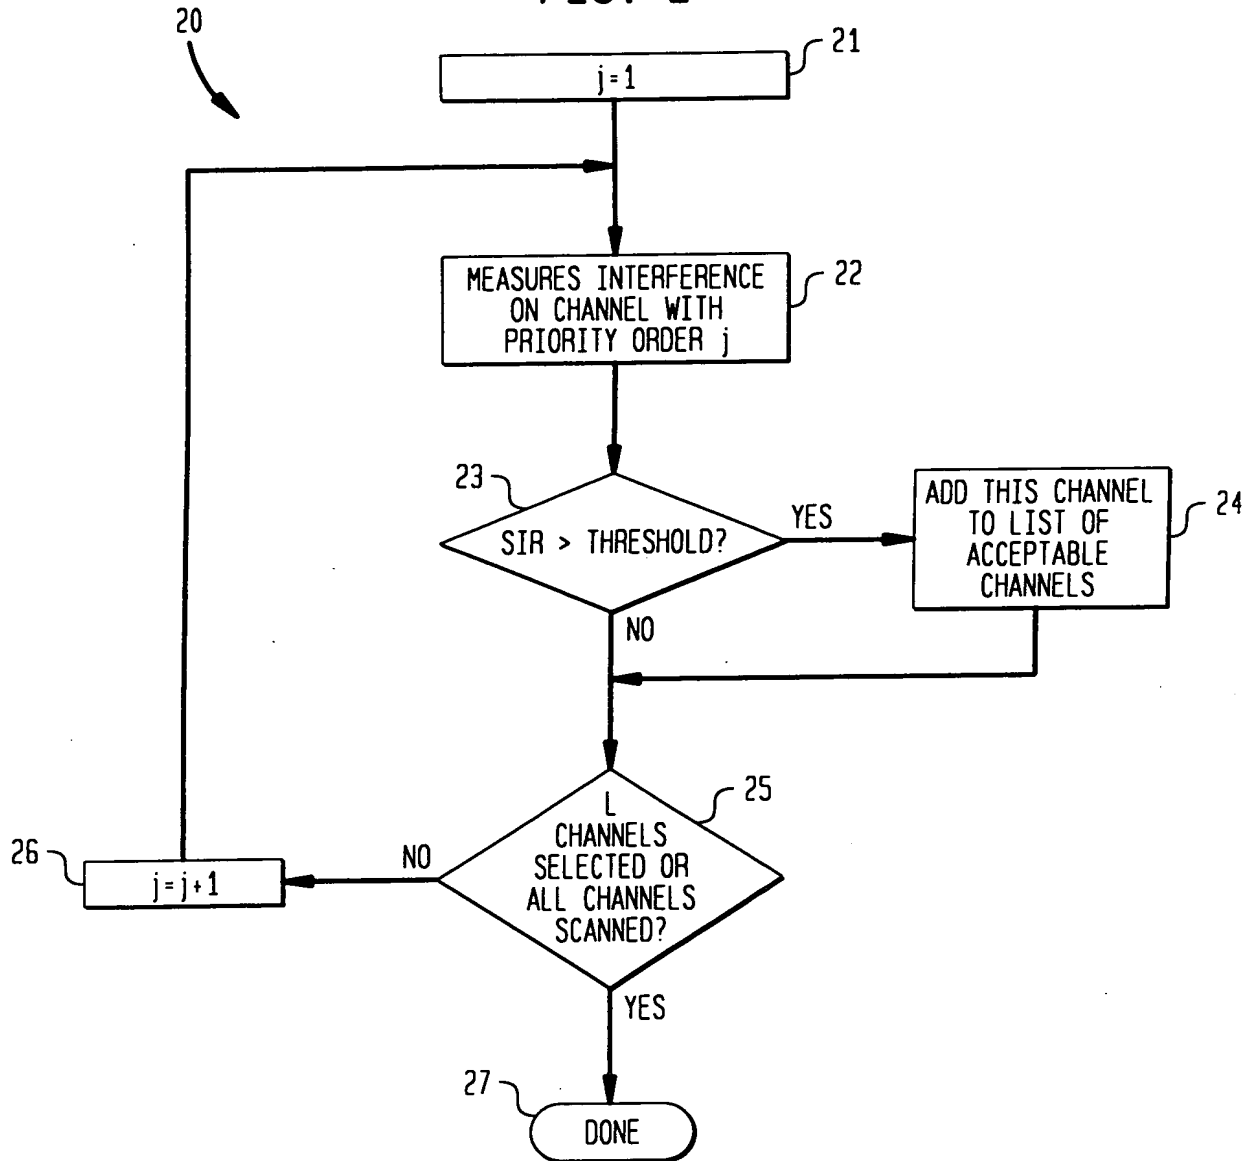 20
21
j=1
MEASURES INTERFERENCE
ON CHANNEL WITH
PRIORITY ORDER j
22
23
SIR > THRESHOLD?
YES
ADD THIS CHANNEL
TO LIST OF
ACCEPTABLE
CHANNELS
24
NO
L
CHANNELS
SELECTED OR
ALL CHANNELS
SCANNED?
25
NO
26
j=j+1
YES
27
DONE